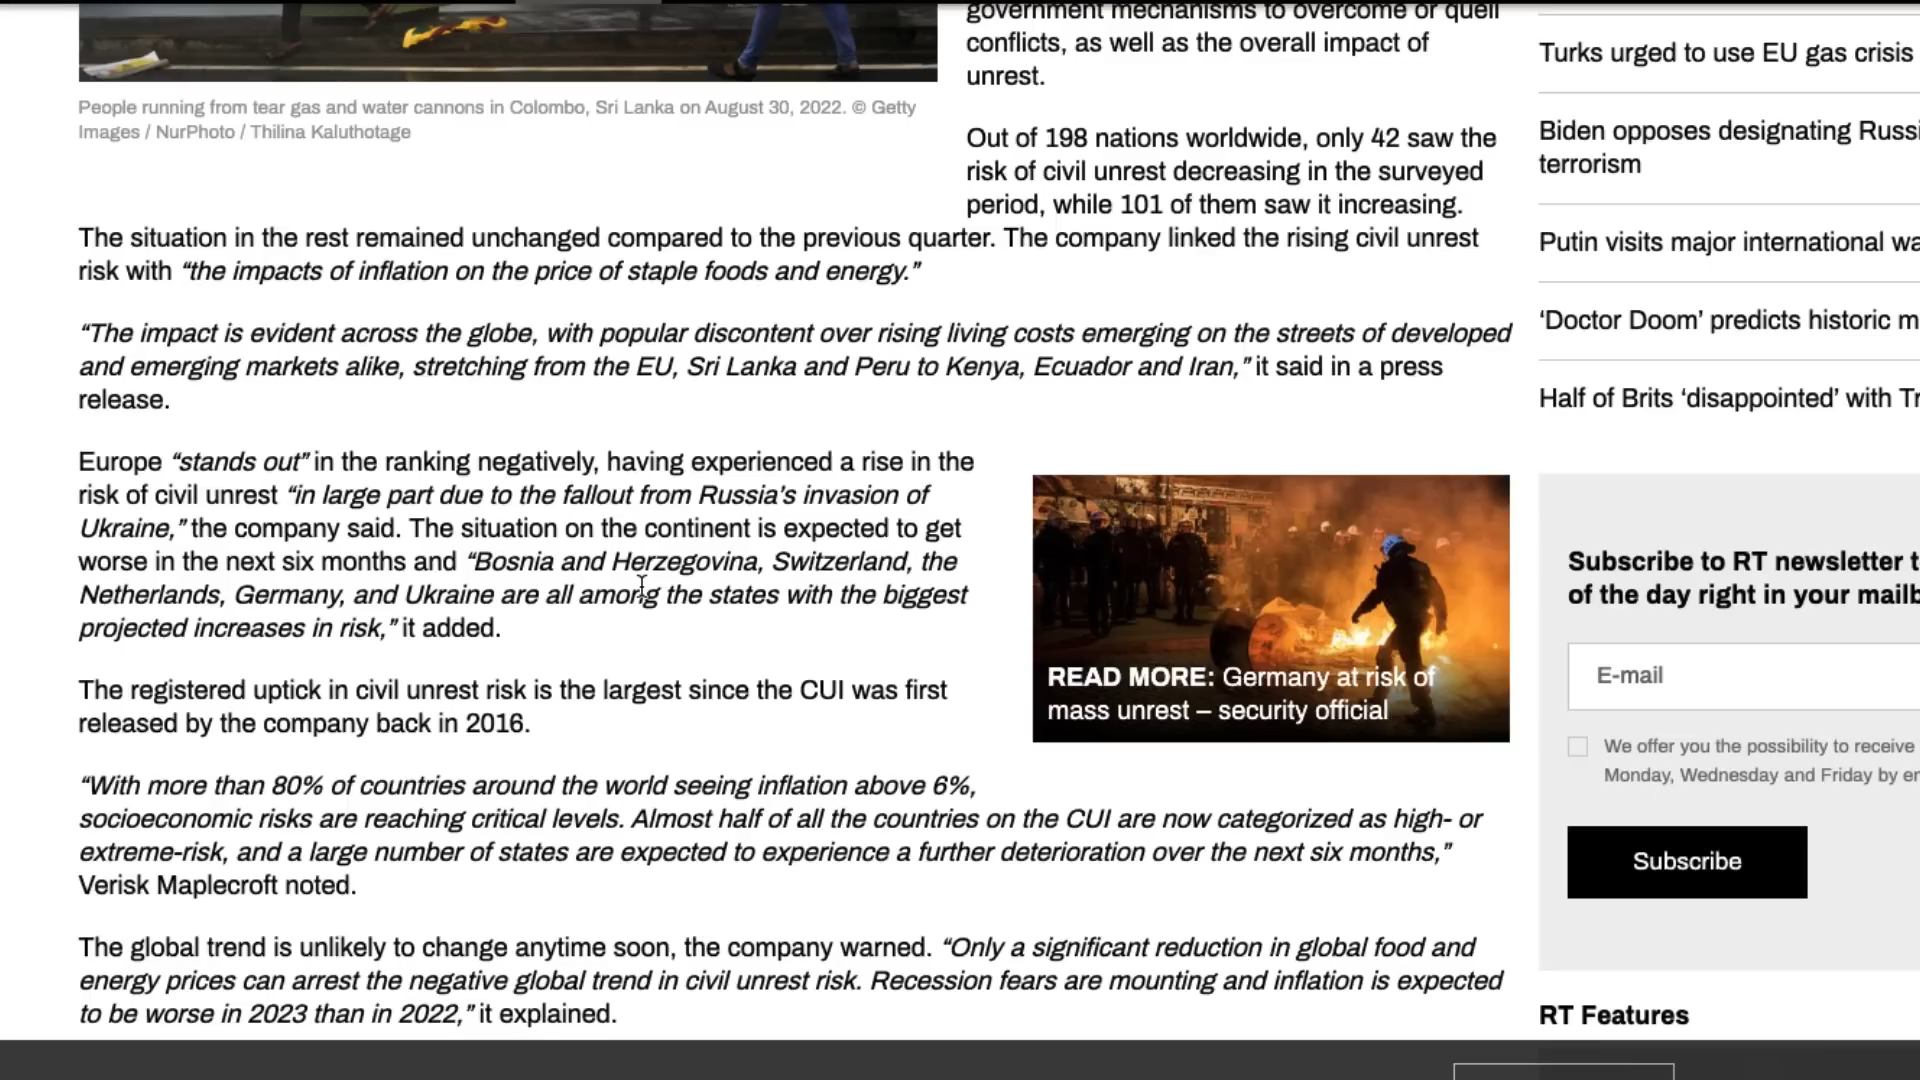 government mechanisms to overcome or quell
conflicts, as well as the overall impact of
unrest.
People running from tear gas and water cannons in Colombo, Sri Lanka on August 30, 2022. © Getty
Images / NurPhoto / Thilina Kaluthotage
Out of 198 nations worldwide, only 42 saw the
risk of civil unrest decreasing in the surveyed
period, while 101 of them saw it increasing.
The situation in the rest remained unchanged compared to the previous quarter. The company linked the rising civil unrest
risk with “the impacts of inflation on the price of staple foods and energy.”
“The impact is evident across the globe, with popular discontent over rising living costs emerging on the streets of developed
and emerging markets alike, stretching from the EU, Sri Lanka and Peru to Kenya, Ecuador and Iran,” it said in a press
release.
Europe “stands out” in the ranking negatively, having experienced a rise in the
risk of civil unrest “in large part due to the fallout from Russia’s invasion of
Ukraine,” the company said. The situation on the continent is expected to get
worse in the next six months and “Bosnia and Herzegovina, Switzerland, the
Netherlands, Germany, and Ukraine are all among the states with the biggest
projected increases in risk,” it added.
READ MORE: Germany at risk of
mass unrest – security official
The registered uptick in civil unrest risk is the largest since the CUI was first
released by the company back in 2016.
“With more than 80% of countries around the world seeing inflation above 6%,
socioeconomic risks are reaching critical levels. Almost half of all the countries on the CUI are now categorized as high- or
extreme-risk, and a large number of states are expected to experience a further deterioration over the next six months,”
Verisk Maplecroft noted.
The global trend is unlikely to change anytime soon, the company warned. “Only a significant reduction in global food and
energy prices can arrest the negative global trend in civil unrest risk. Recession fears are mounting and inflation is expected
to be worse in 2023 than in 2022,” it explained.
Turks urged to use EU gas crisis
Biden opposes designating Russi
terrorism
Putin visits major international wa
‘Doctor Doom’ predicts historic m
Half of Brits ‘disappointed’ with Tr
Subscribe to RT newsletter t
of the day right in your mailb
E-mail
We offer you the possibility to receive
Monday, Wednesday and Friday by en
Subscribe
RT Features